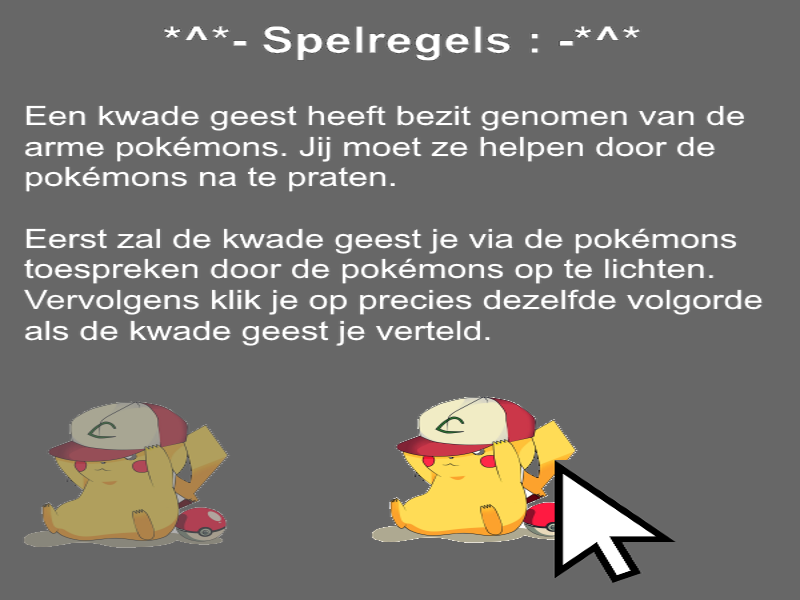 *^*- Spelregels : -*^*
Een kwade geest heeft bezit genomen van de
arme pokémons. Jij moet ze helpen door de
pokémons na te praten.
Eerst zal de kwade geest je via de pokémons
toespreken door de pokémons op te lichten.
Vervolgens klik je op precies dezelfde volgorde
als de kwade geest je verteld.